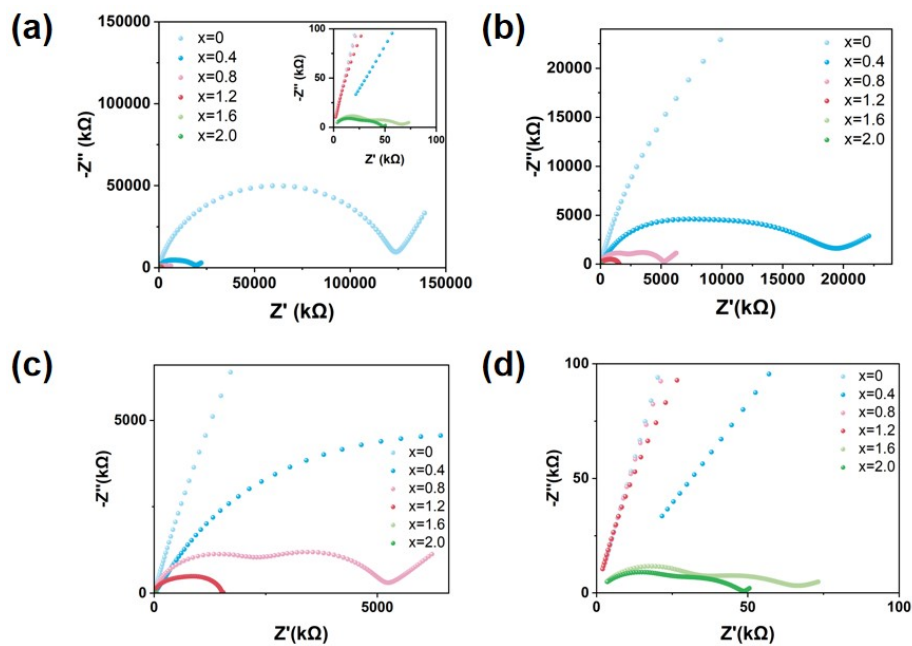 (a)
150000
100000
50000
0
-Z'' (kΩ)
x=0
x=0.4
x=0.8
x=1.2
x=1.6
x=2.0
100
75
50
25
0
-Z'' (kΩ)
0 50 100
Z' (kΩ)
0 50000 100000 150000
Z' (kΩ)
(b)
20000
15000
10000
5000
0
-Z'' (kΩ)
x=0
x=0.4
x=0.8
x=1.2
x=1.6
x=2.0
0 5000 10000 15000 20000
Z'(kΩ)
(c)
5000
0
-Z'' (kΩ)
x=0
x=0.4
x=0.8
x=1.2
x=1.6
x=2.0
0 5000
Z'(kΩ)
(d)
100
50
0
-Z''(kΩ)
x=0
x=0.4
x=0.8
x=1.2
x=1.6
x=2.0
0 50 100
Z'(kΩ)